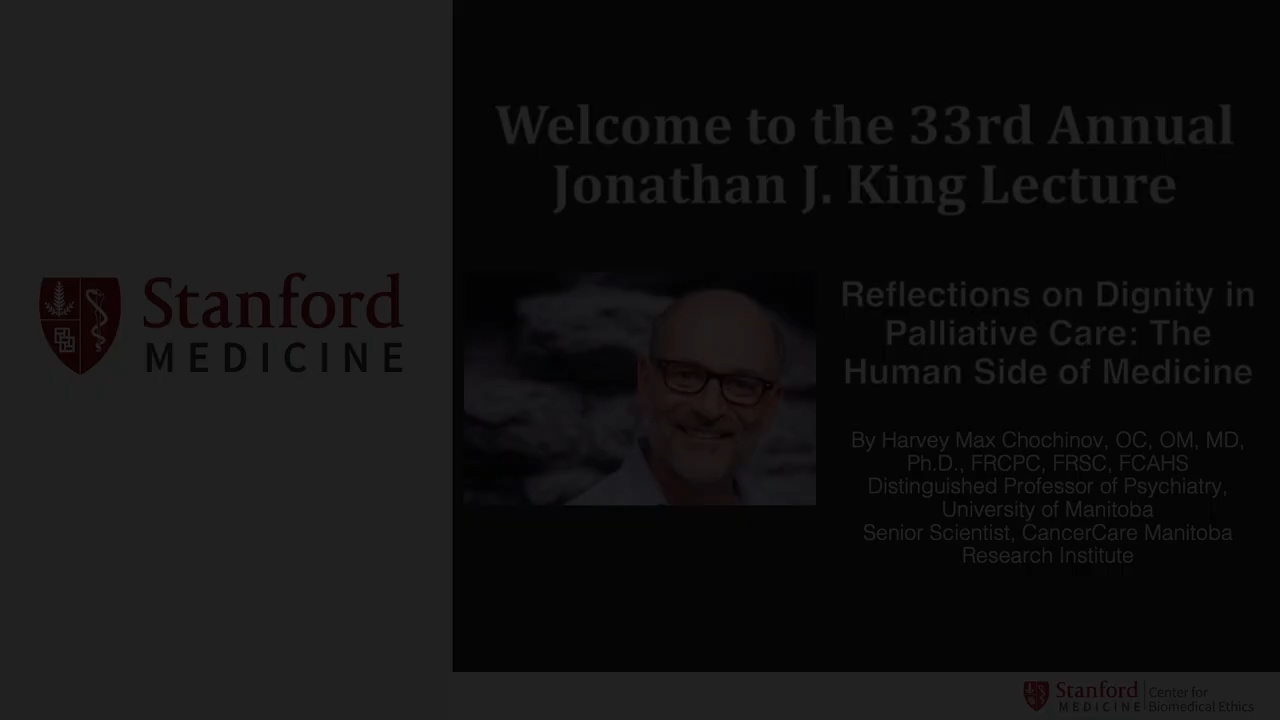 Welcome to the 33rd Annual
Jonathan J. King Lecture
Stanford
MEDICINE
Reflections on Dignity in
Palliative Care: The
Human Side of Medicine
By Harvey Max Chochinov, OC, OM, MD,
Ph.D., FRCPC, FRSC, FCAHS
Distinguished Professor of Psychiatry,
University of Manitoba
Senior Scientist, CancerCare Manitoba
Research Institute
Stanford
MEDICINE
Center for
Biomedical Ethics